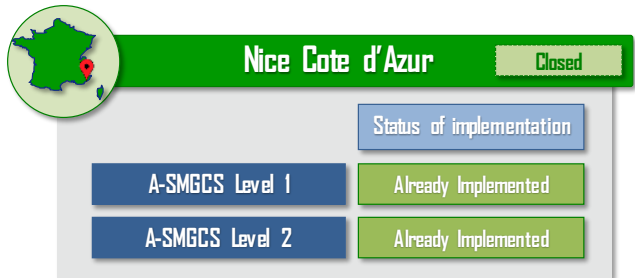 Nice Cote d'Azur
Closed
Status of implementation
A-SMGCS Level 1
Already Implemented
A-SMGCS Level 2
Already Implemented